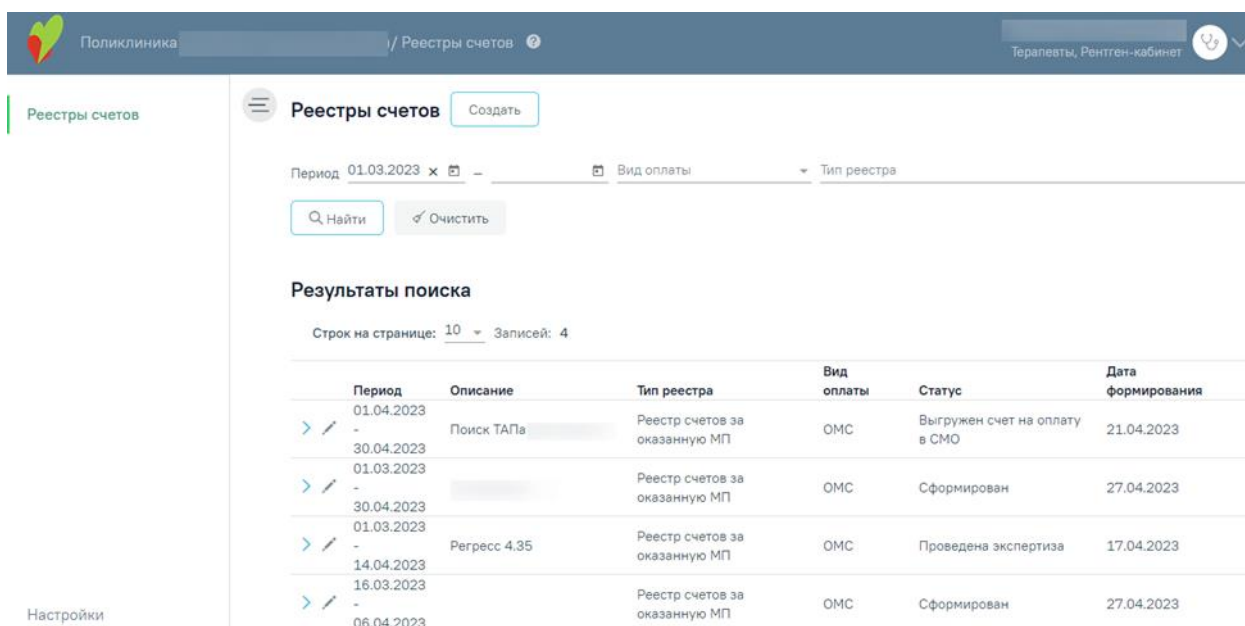 Поликлиника / Реестры счетов
Терапевты, Рентген-кабинет
Реестры счетов
Реестры счетов Создать
Период 01.03.2023 – Вид оплаты Тип реестра
Найти Очистить
Результаты поиска
Строк на странице: 10 Записей: 4
Период Описание Тип реестра Вид оплаты Статус Дата формирования
01.04.2023 - 30.04.2023 Поиск ТАПа Реестр счетов за оказанную МП ОМС Выгружен счет на оплату в СМО 21.04.2023
01.03.2023 - 30.04.2023 Реестр счетов за оказанную МП ОМС Сформирован 27.04.2023
01.03.2023 - 14.04.2023 Регресс 4.35 Реестр счетов за оказанную МП ОМС Проведена экспертиза 17.04.2023
16.03.2023 - 06.04.2023 Реестр счетов за оказанную МП ОМС Сформирован 27.04.2023
Настройки